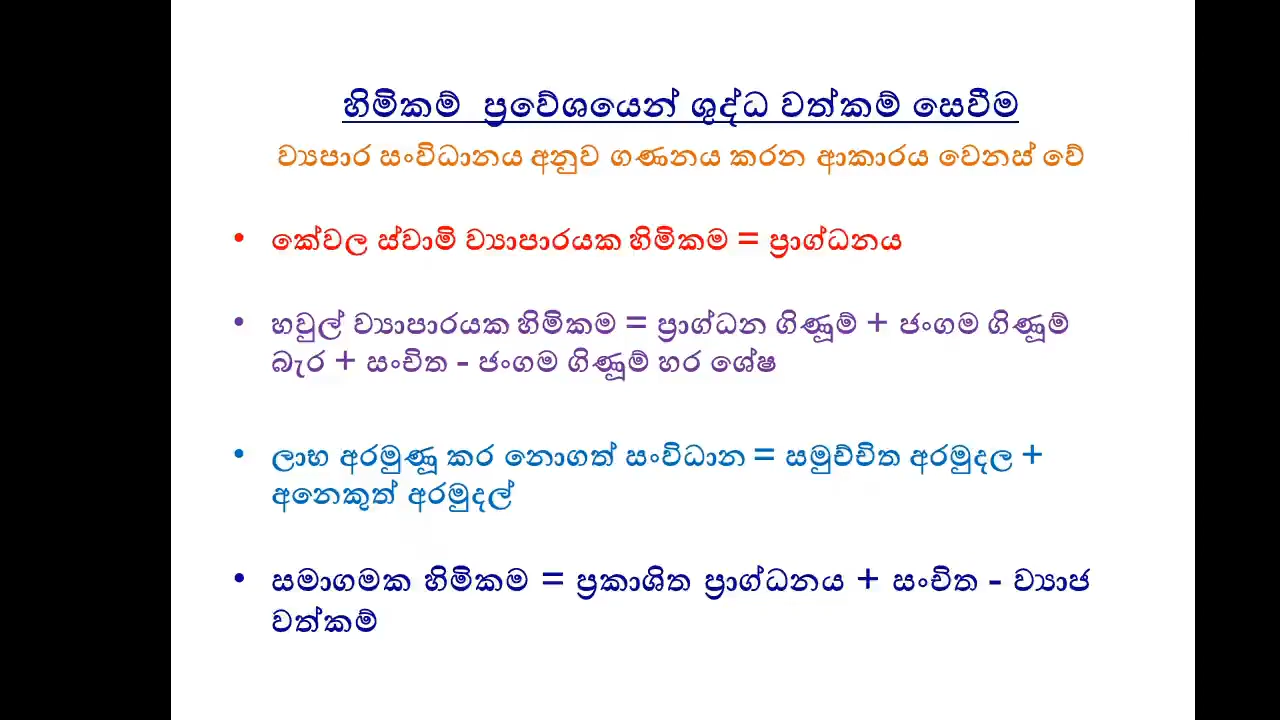 හිමිකම් ප්‍රවේශයෙන් ශුද්ධ වත්කම් සෙවීම
ව්‍යපාර සංවිධානය අනුව ගණනය කරන ආකාරය වෙනස් වේ
• කේවල ස්වාමි ව්‍යාපාරයක හිමිකම = ප්‍රාග්ධනය
• හවුල් ව්‍යාපාරයක හිමිකම = ප්‍රාග්ධන ගිණූම් + ජංගම ගිණූම්
බැර + සංචිත - ජංගම ගිණූම් හර ශේෂ
• ලාභ අරමුණූ කර නොගත් සංවිධාන = සමුච්චිත අරමුදල +
අනෙකුත් අරමුදල්
• සමාගමක හිමිකම = ප්‍රකාශිත ප්‍රාග්ධනය + සංචිත - ව්‍යාජ
වත්කම්